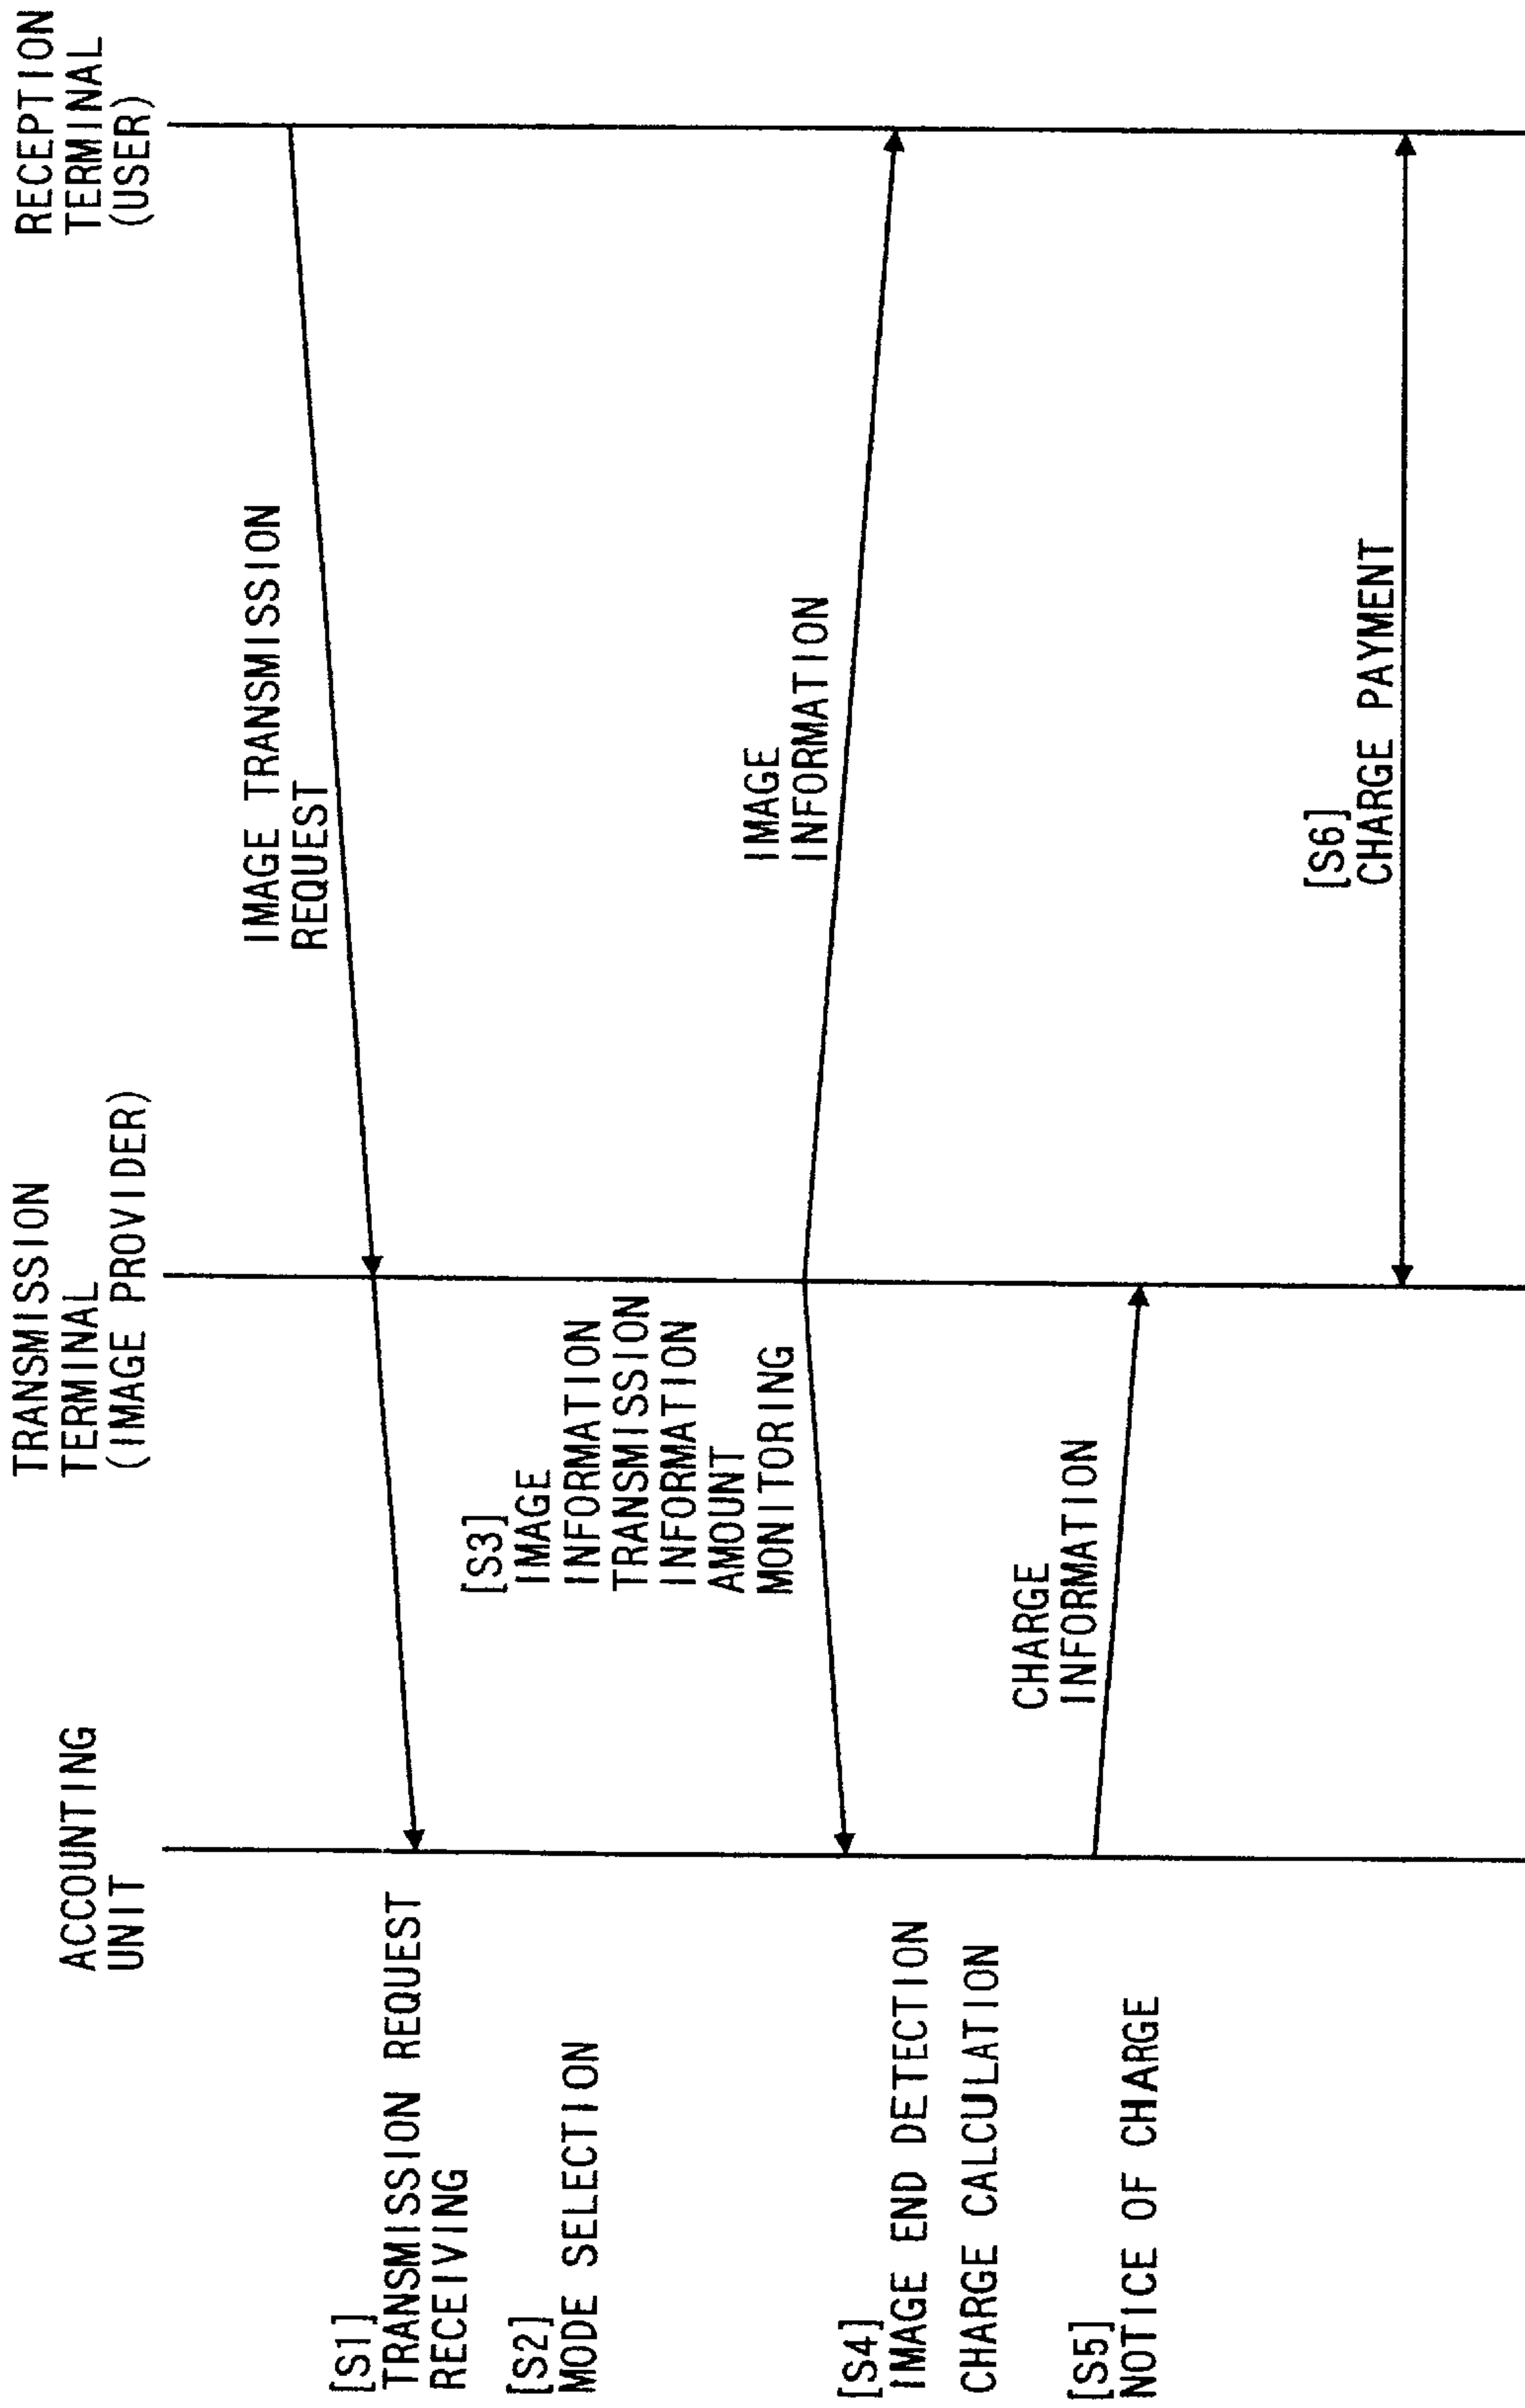 ACCOUNTING
UNIT
TRANSMISSION
TERMINAL
(IMAGE PROVIDER)
RECEPTION
TERMINAL
(USER)
IMAGE TRANSMISSION
REQUEST
[S1]
TRANSMISSION REQUEST
RECEIVING
[S2]
MODE SELECTION
[S3]
IMAGE
INFORMATION
TRANSMISSION
INFORMATION
AMOUNT
MONITORING
IMAGE
INFORMATION
[S4]
IMAGE END DETECTION
CHARGE CALCULATION
CHARGE
INFORMATION
[S5]
NOTICE OF CHARGE
[S6]
CHARGE PAYMENT